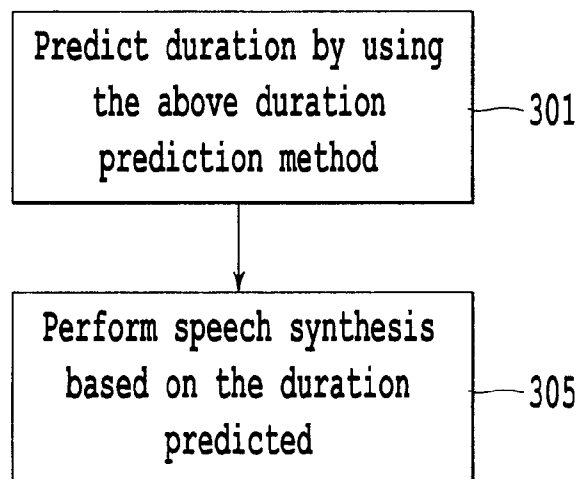 Predict duration by using
the above duration
prediction method
301
Perform speech synthesis
based on the duration
predicted
305